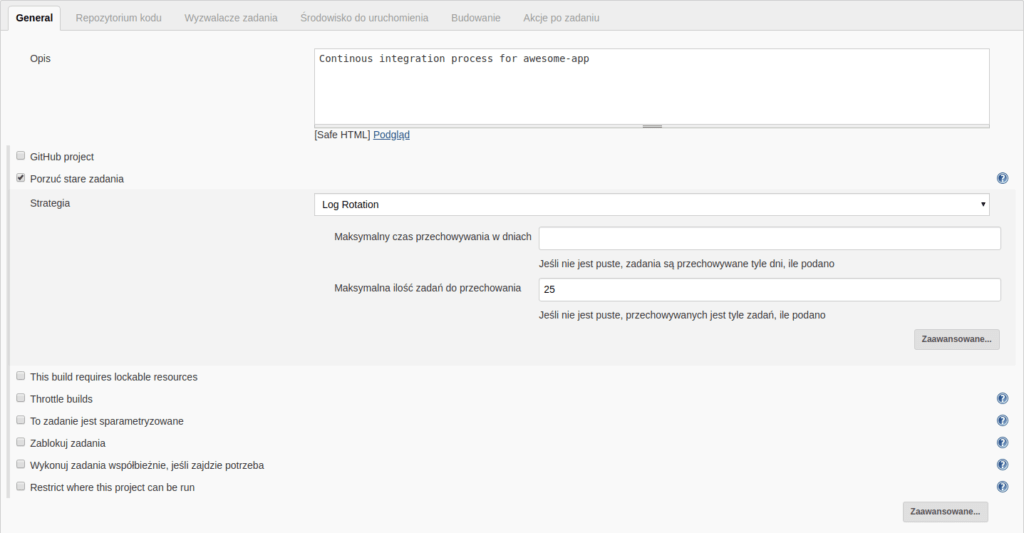 General Repozytorium kodu Wyzwalacze zadania Środowisko do uruchomienia Budowanie Akcje po zadaniu
Opis
Continous integration process for awesome-app
[Safe HTML] Podgląd
GitHub project
Porzuć stare zadania
Strategia
Log Rotation
Maksymalny czas przechowywania w dniach
Jeśli nie jest puste, zadania są przechowywane tyle dni, ile podano
Maksymalna ilość zadań do przechowania
25
Jeśli nie jest puste, przechowywanych jest tyle zadań, ile podano
Zaawansowane...
This build requires lockable resources
Throttle builds
To zadanie jest sparametryzowane
Zablokuj zadania
Wykonuj zadania współbieżnie, jeśli zajdzie potrzeba
Restrict where this project can be run
Zaawansowane...